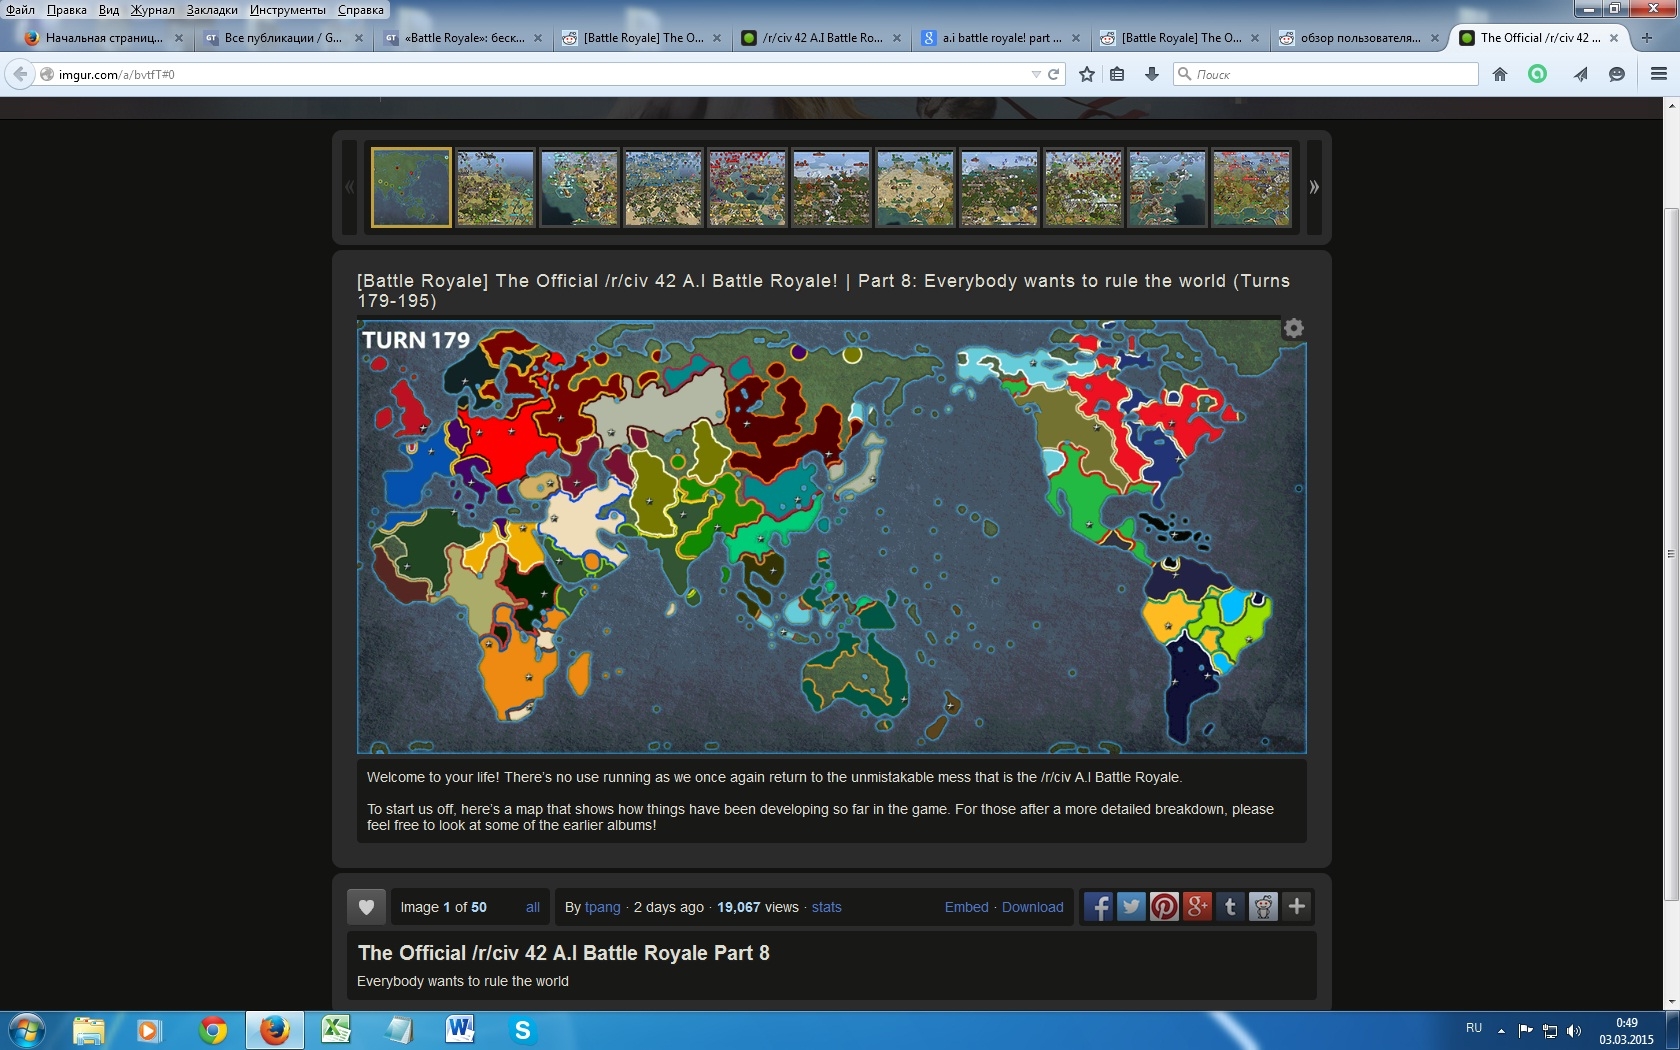 Файл Правка Вид Журнал Закладки Инструменты Справка
Начальная страниц... Все публикации / G... «Battle Royale»: беск... [Battle Royale] The O... /r/civ 42 A.I Battle Ro... a.i battle royale! part ... [Battle Royale] The O... обзор пользователя... The Official /r/civ 42 ...
imgur.com/a/bvtfT#0 Поиск
[Battle Royale] The Official /r/civ 42 A.I Battle Royale! | Part 8: Everybody wants to rule the world (Turns
179-195)
TURN 179
Welcome to your life! There's no use running as we once again return to the unmistakable mess that is the /r/civ A.I Battle Royale.
To start us off, here's a map that shows how things have been developing so far in the game. For those after a more detailed breakdown, please
feel free to look at some of the earlier albums!
Image 1 of 50 all By tpang · 2 days ago · 19,067 views · stats Embed · Download
The Official /r/civ 42 A.I Battle Royale Part 8
Everybody wants to rule the world
RU 0:49
03.03.2015